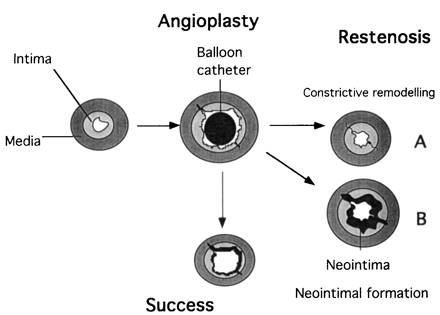 Angioplasty
Restenosis
Balloon
catheter
Intima
Media
Constrictive remodelling
A
B
Neointima
Neointimal formation
Success